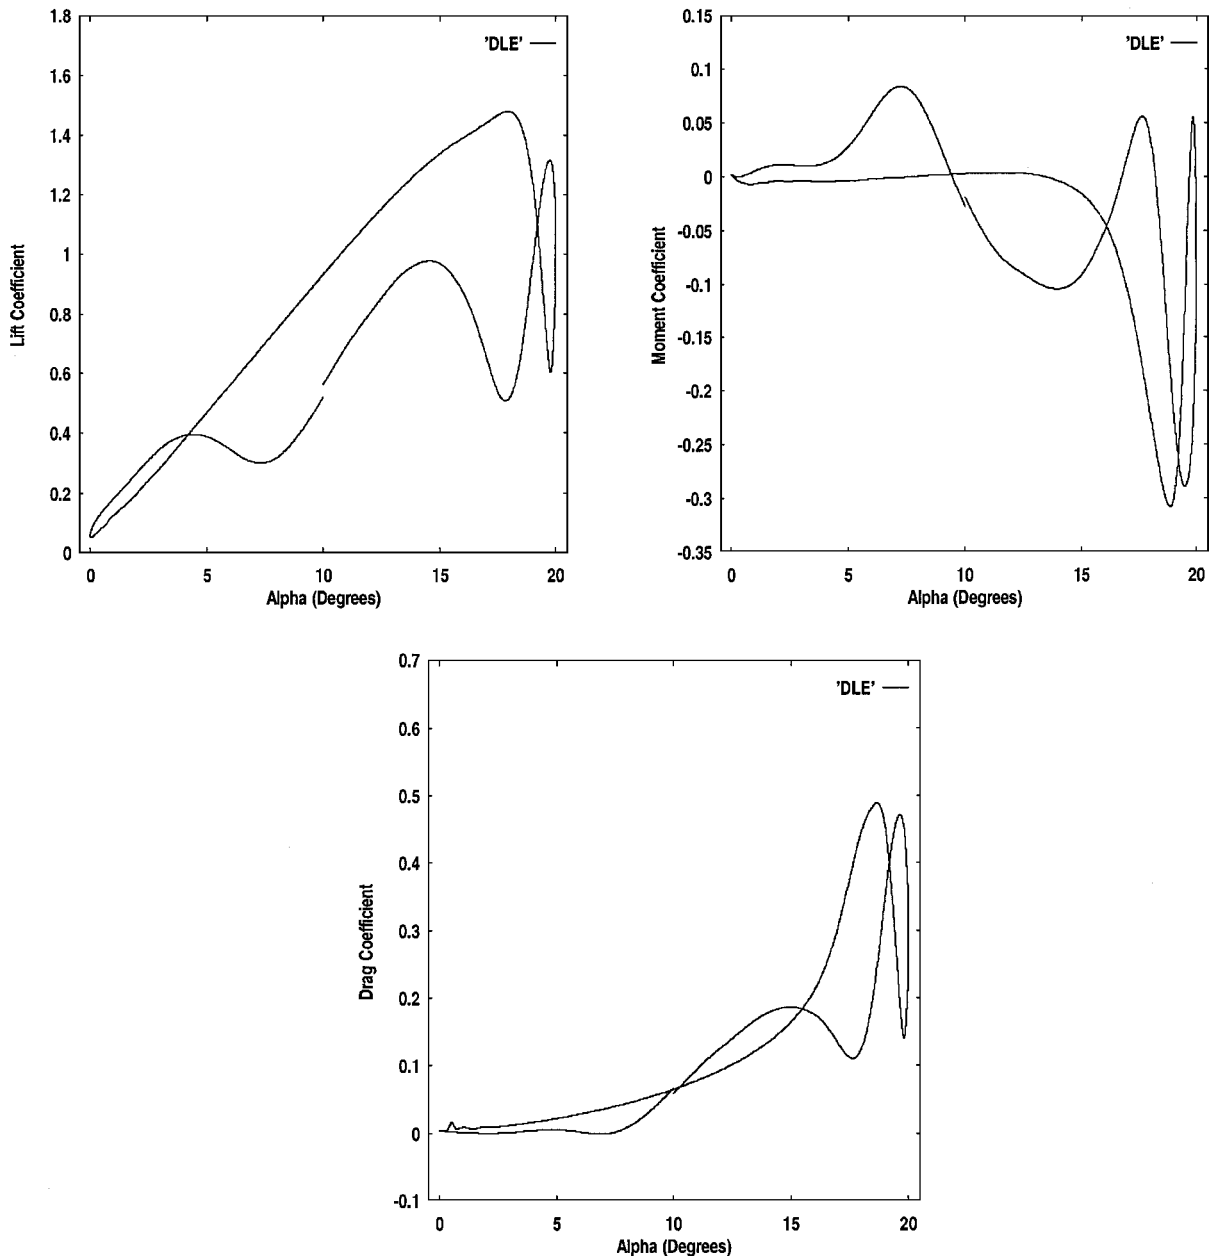 1.8
1.6
1.4
1.2
1
0.8
0.6
0.4
0.2
0
Lift Coefficient
'DLE'
0 5 10 15 20
Alpha (Degrees)
0.15
0.1
0.05
0
-0.05
-0.1
-0.15
-0.2
-0.25
-0.3
-0.35
Moment Coefficient
'DLE'
0 5 10 15 20
Alpha (Degrees)
0.7
0.6
0.5
0.4
0.3
0.2
0.1
0
-0.1
Drag Coefficient
'DLE'
0 5 10 15 20
Alpha (Degrees)